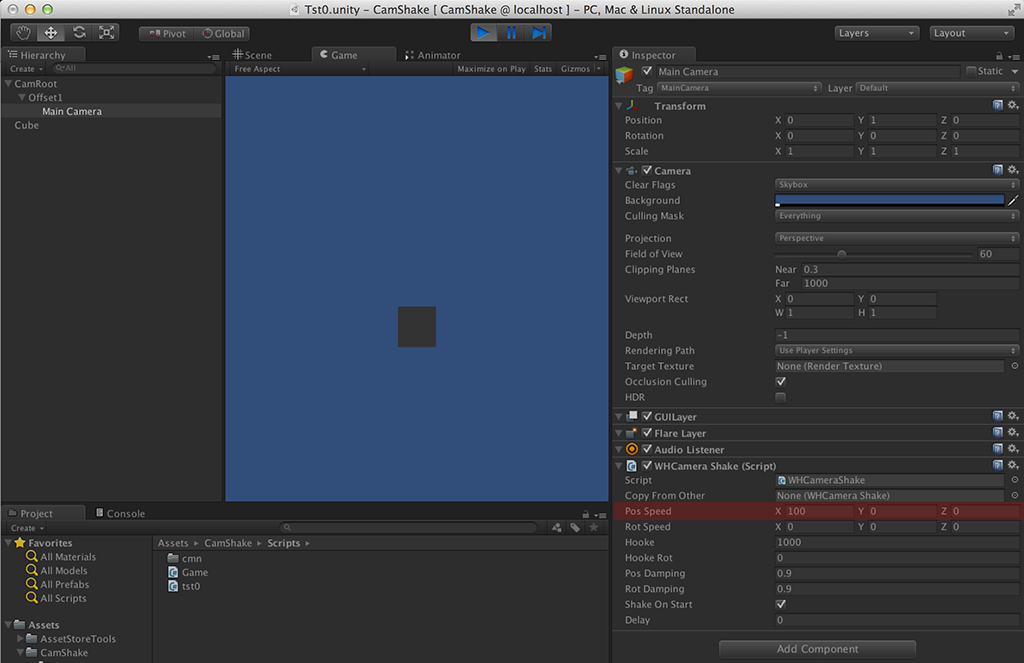 Tst0.unity – CamShake [ CamShake @ localhost ] – PC, Mac & Linux Standalone
Pivot Global Layers Layout
Hierarchy Scene Game Animator Inspector
Create All Free Aspect Maximize on Play Stats Gizmos
CamRoot
Offset1
Main Camera
Cube
Main Camera Static
Tag MainCamera Layer Default
Transform
Position X 0 Y 1 Z 0
Rotation X 0 Y 0 Z 0
Scale X 1 Y 1 Z 1
Camera
Clear Flags Skybox
Background
Culling Mask Everything
Projection Perspective
Field of View 60
Clipping Planes Near 0.3
Far 1000
Viewport Rect X 0 Y 0
W 1 H 1
Depth -1
Rendering Path Use Player Settings
Target Texture None (Render Texture)
Occlusion Culling
HDR
GUILayer
Flare Layer
Audio Listener
WHCamera Shake (Script)
Script WHCameraShake
Copy From Other None (WHCamera Shake)
Pos Speed X 100 Y 0 Z 0
Rot Speed X 0 Y 0 Z 0
Hooke 1000
Hooke Rot 0
Pos Damping 0.9
Rot Damping 0.9
Shake On Start
Delay 0
Add Component
Project Console
Create
Favorites
All Materials
All Models
All Prefabs
All Scripts
Assets
AssetStoreTools
CamShake
Assets CamShake Scripts
cmn
Game
tst0